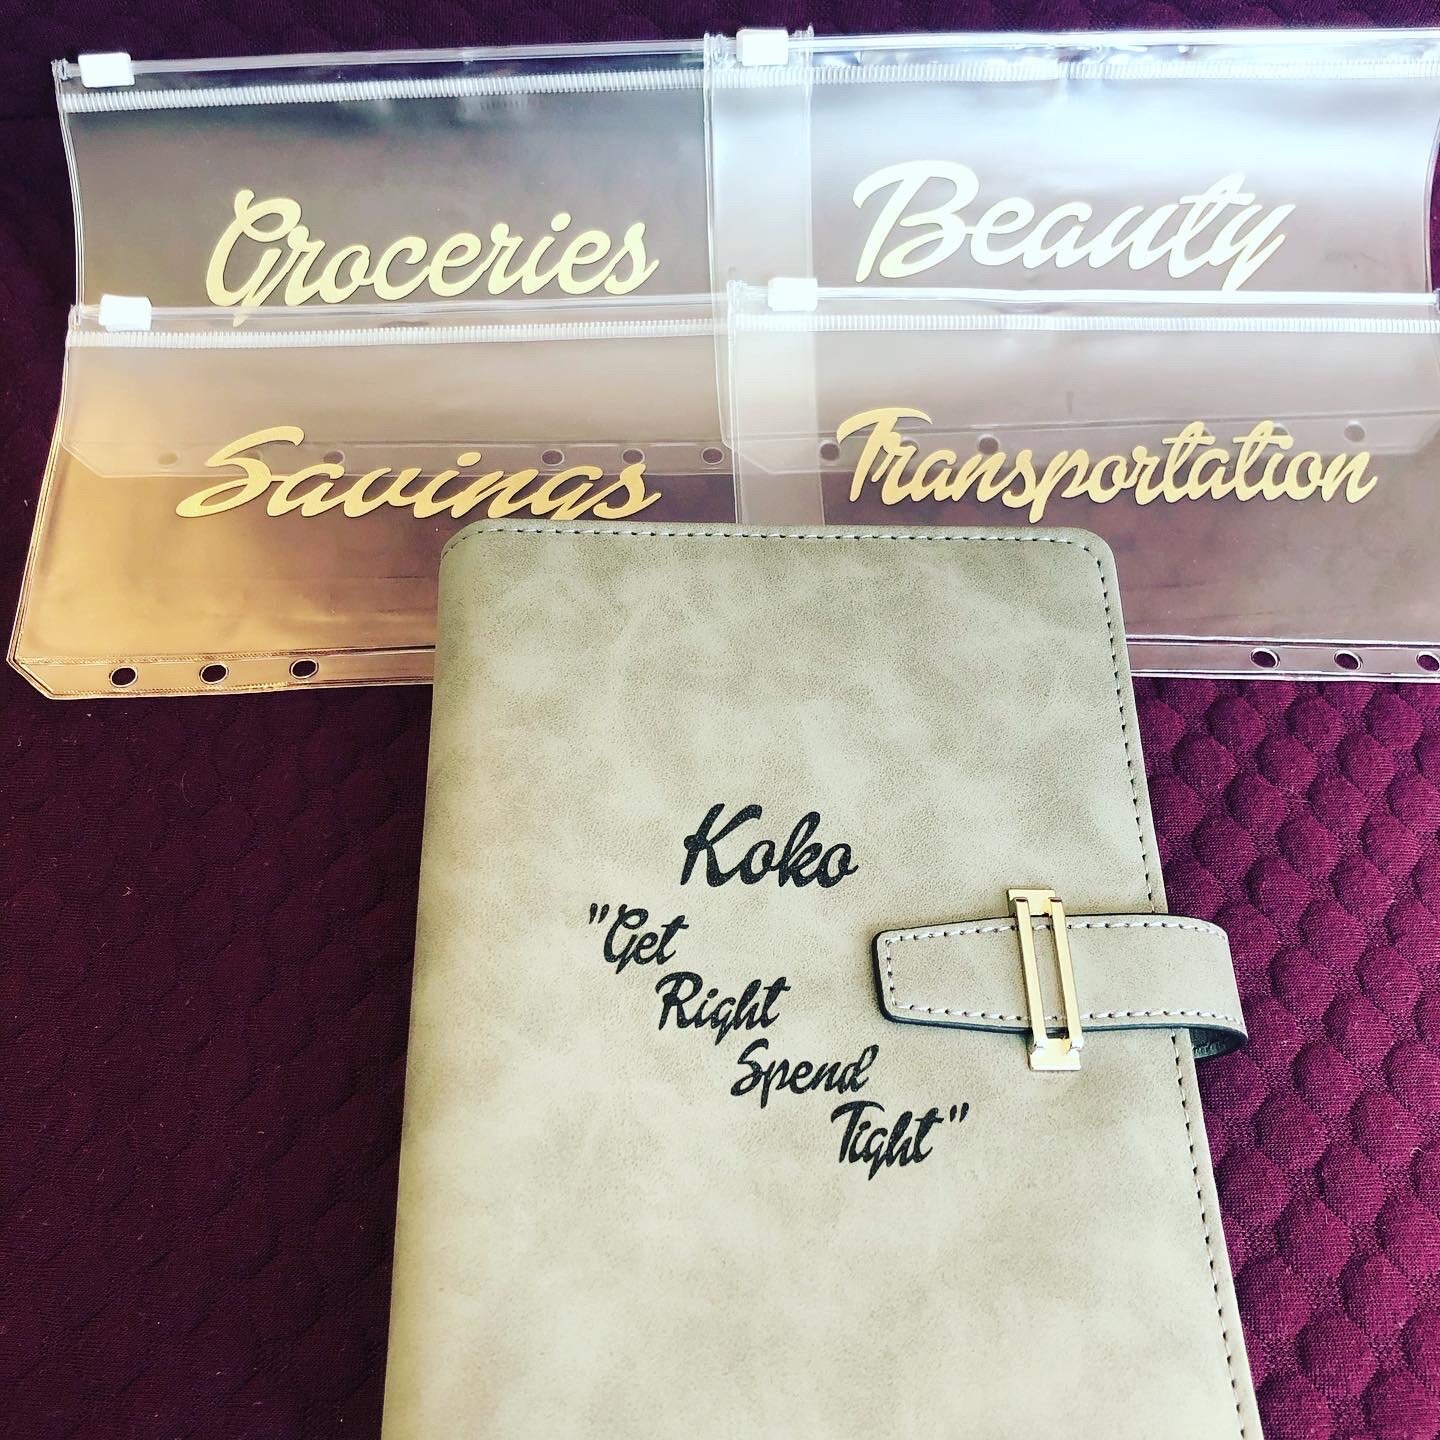 Groceries
Beauty
Savings
Transportation
Koko
"Get
Right
Spend
Tight"